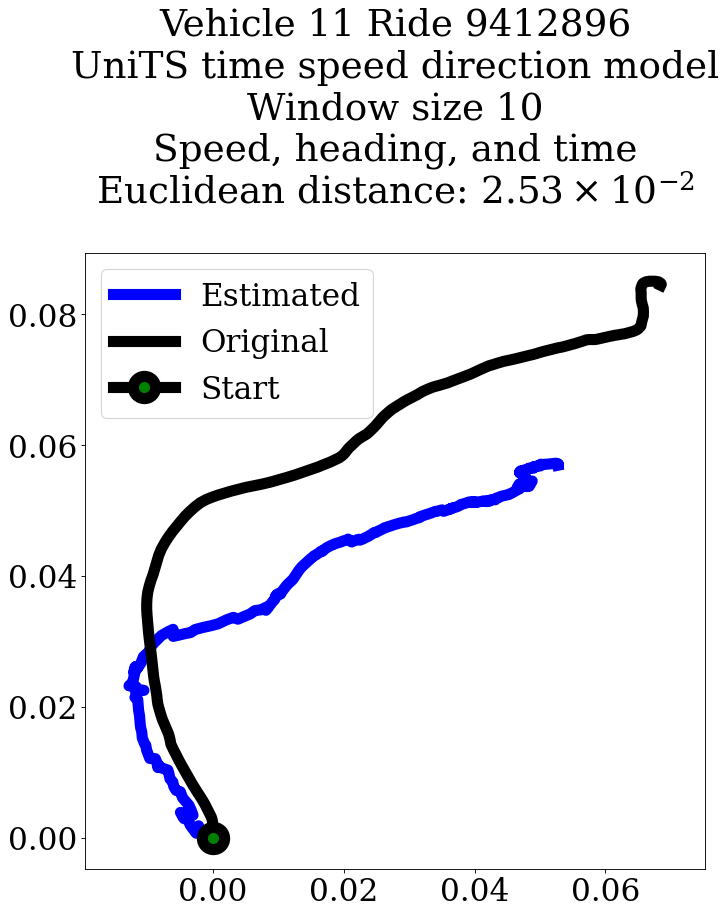 Vehicle 11 Ride 9412896
UniTS time speed direction model
Window size 10
Speed, heading, and time
Euclidean distance: 2.53 × 10⁻²
Estimated
Original
Start
0.08
0.06
0.04
0.02
0.00
0.00 0.02 0.04 0.06